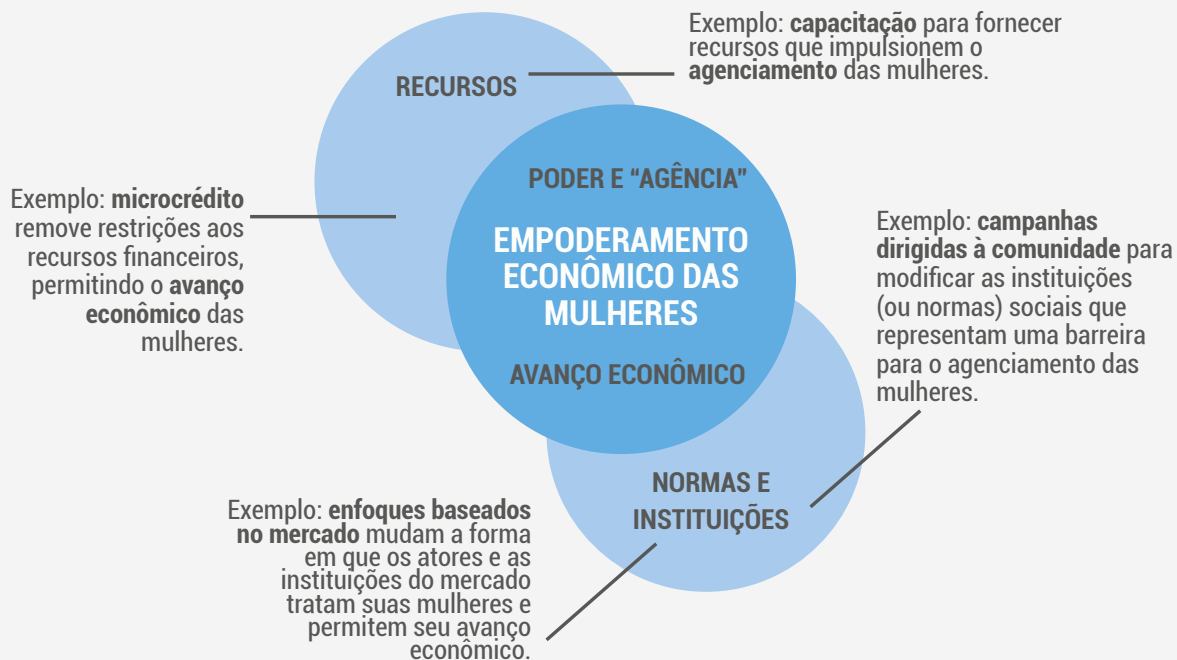 Exemplo: capacitação para fornecer
recursos que impulsionem o
agenciamento das mulheres.
RECURSOS
Exemplo: microcrédito
remove restrições aos
recursos financeiros,
permitindo o avanço
econômico das
mulheres.
PODER E “AGÊNCIA”
EMPODERAMENTO
ECONÔMICO DAS
MULHERES
AVANÇO ECONÔMICO
Exemplo: campanhas
dirigidas à comunidade para
modificar as instituições
(ou normas) sociais que
representam uma barreira
para o agenciamento das
mulheres.
NORMAS E
INSTITUIÇÕES
Exemplo: enfoques baseados
no mercado mudam a forma
em que os atores e as
instituições do mercado
tratam suas mulheres e
permitem seu avanço
econômico.